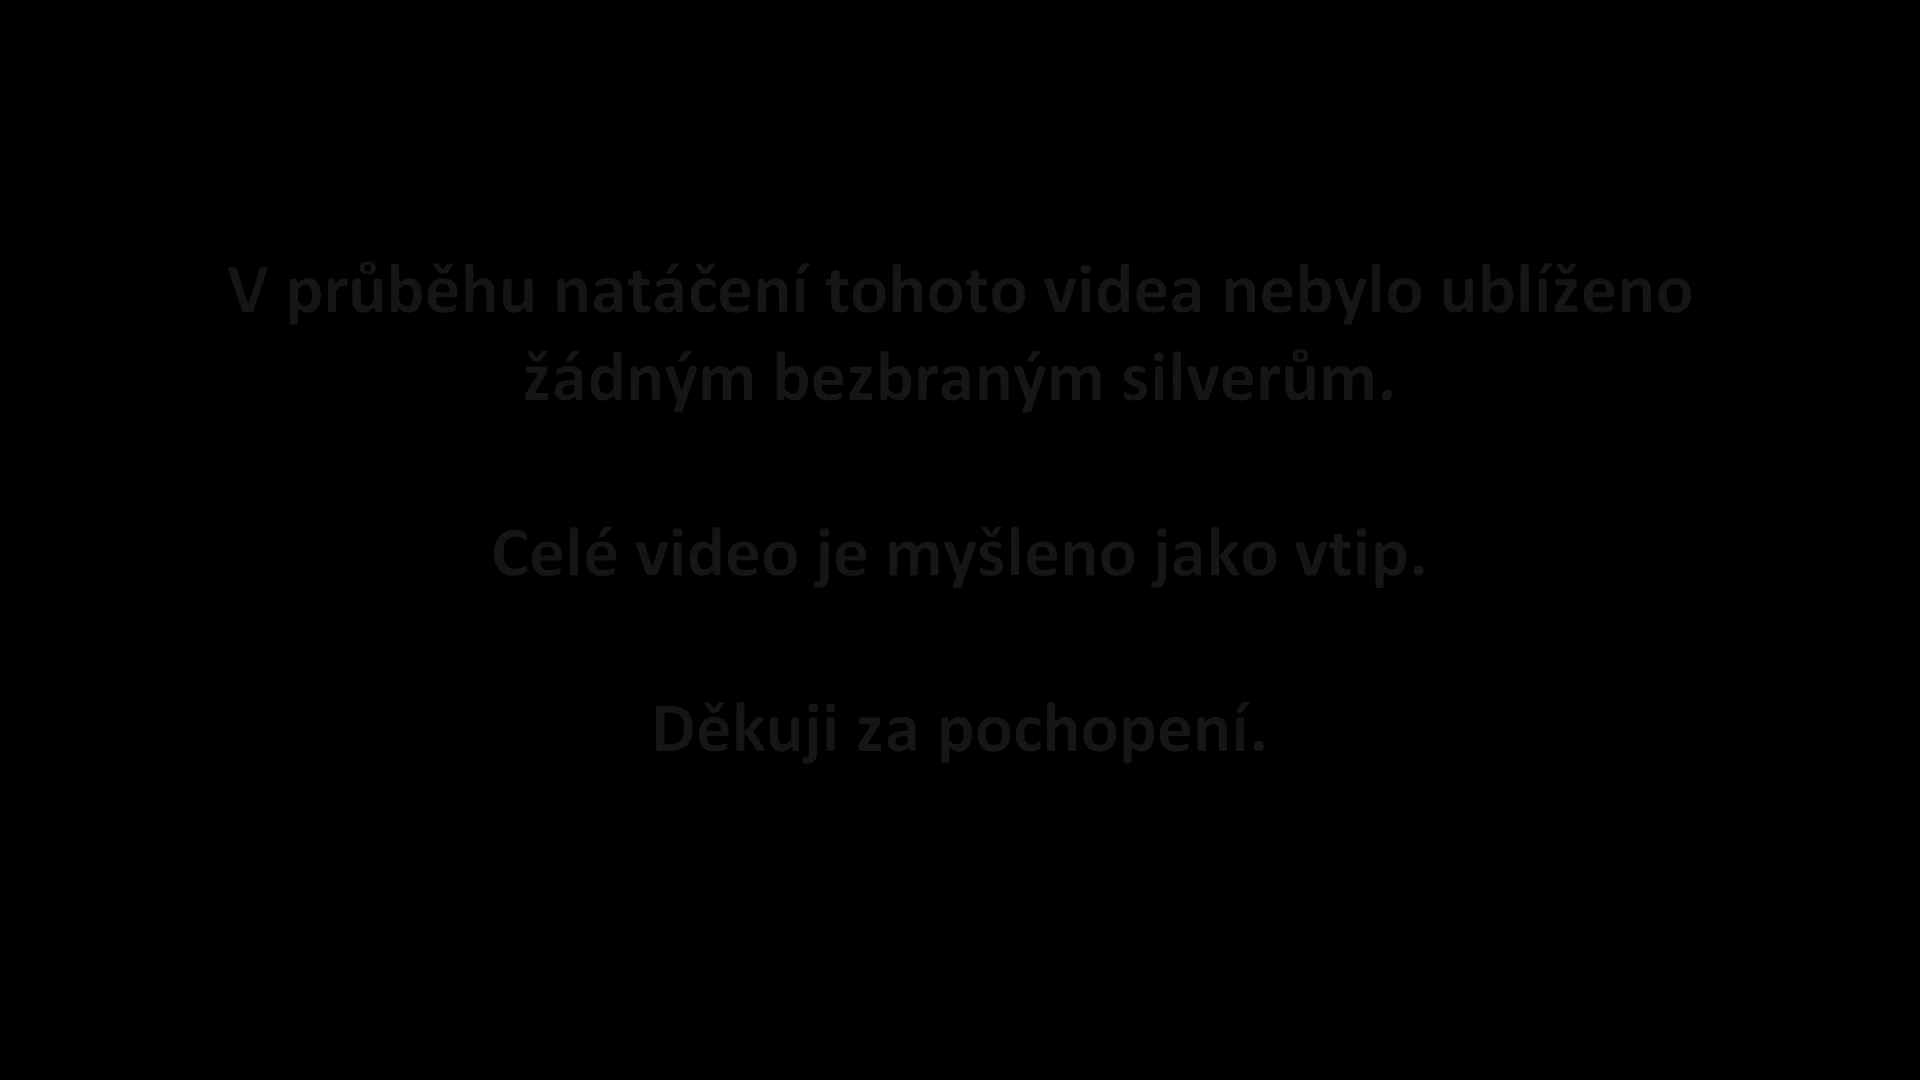 V průběhu natáčení tohoto videa nebylo ublíženo
žádným bezbraným silverům.
Celé video je myšleno jako vtip.
Děkuji za pochopení.